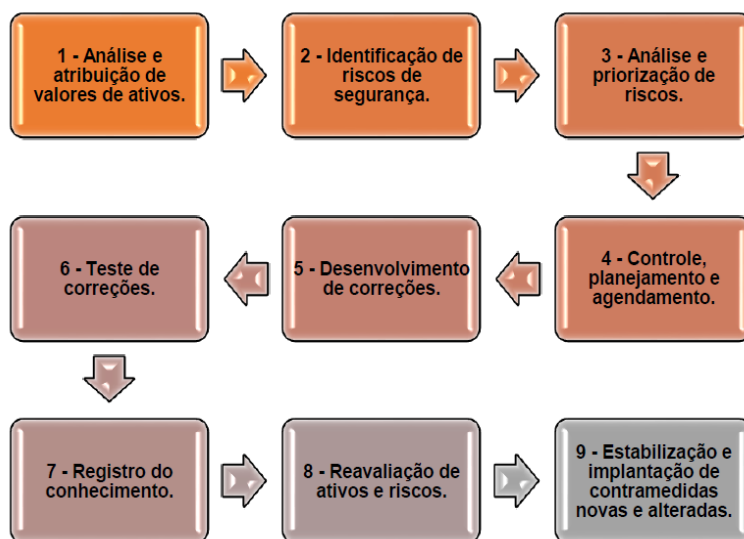 1 - Análise e
atribuição de
valores de ativos.
2 - Identificação de
riscos de
segurança.
3 - Análise e
priorização de
riscos.
4 - Controle,
planejamento e
agendamento.
5 - Desenvolvimento
de correções.
6 - Teste de
correções.
7 - Registro do
conhecimento.
8 - Reavaliação de
ativos e riscos.
9 - Estabilização e
implantação de
contramedidas
novas e alteradas.